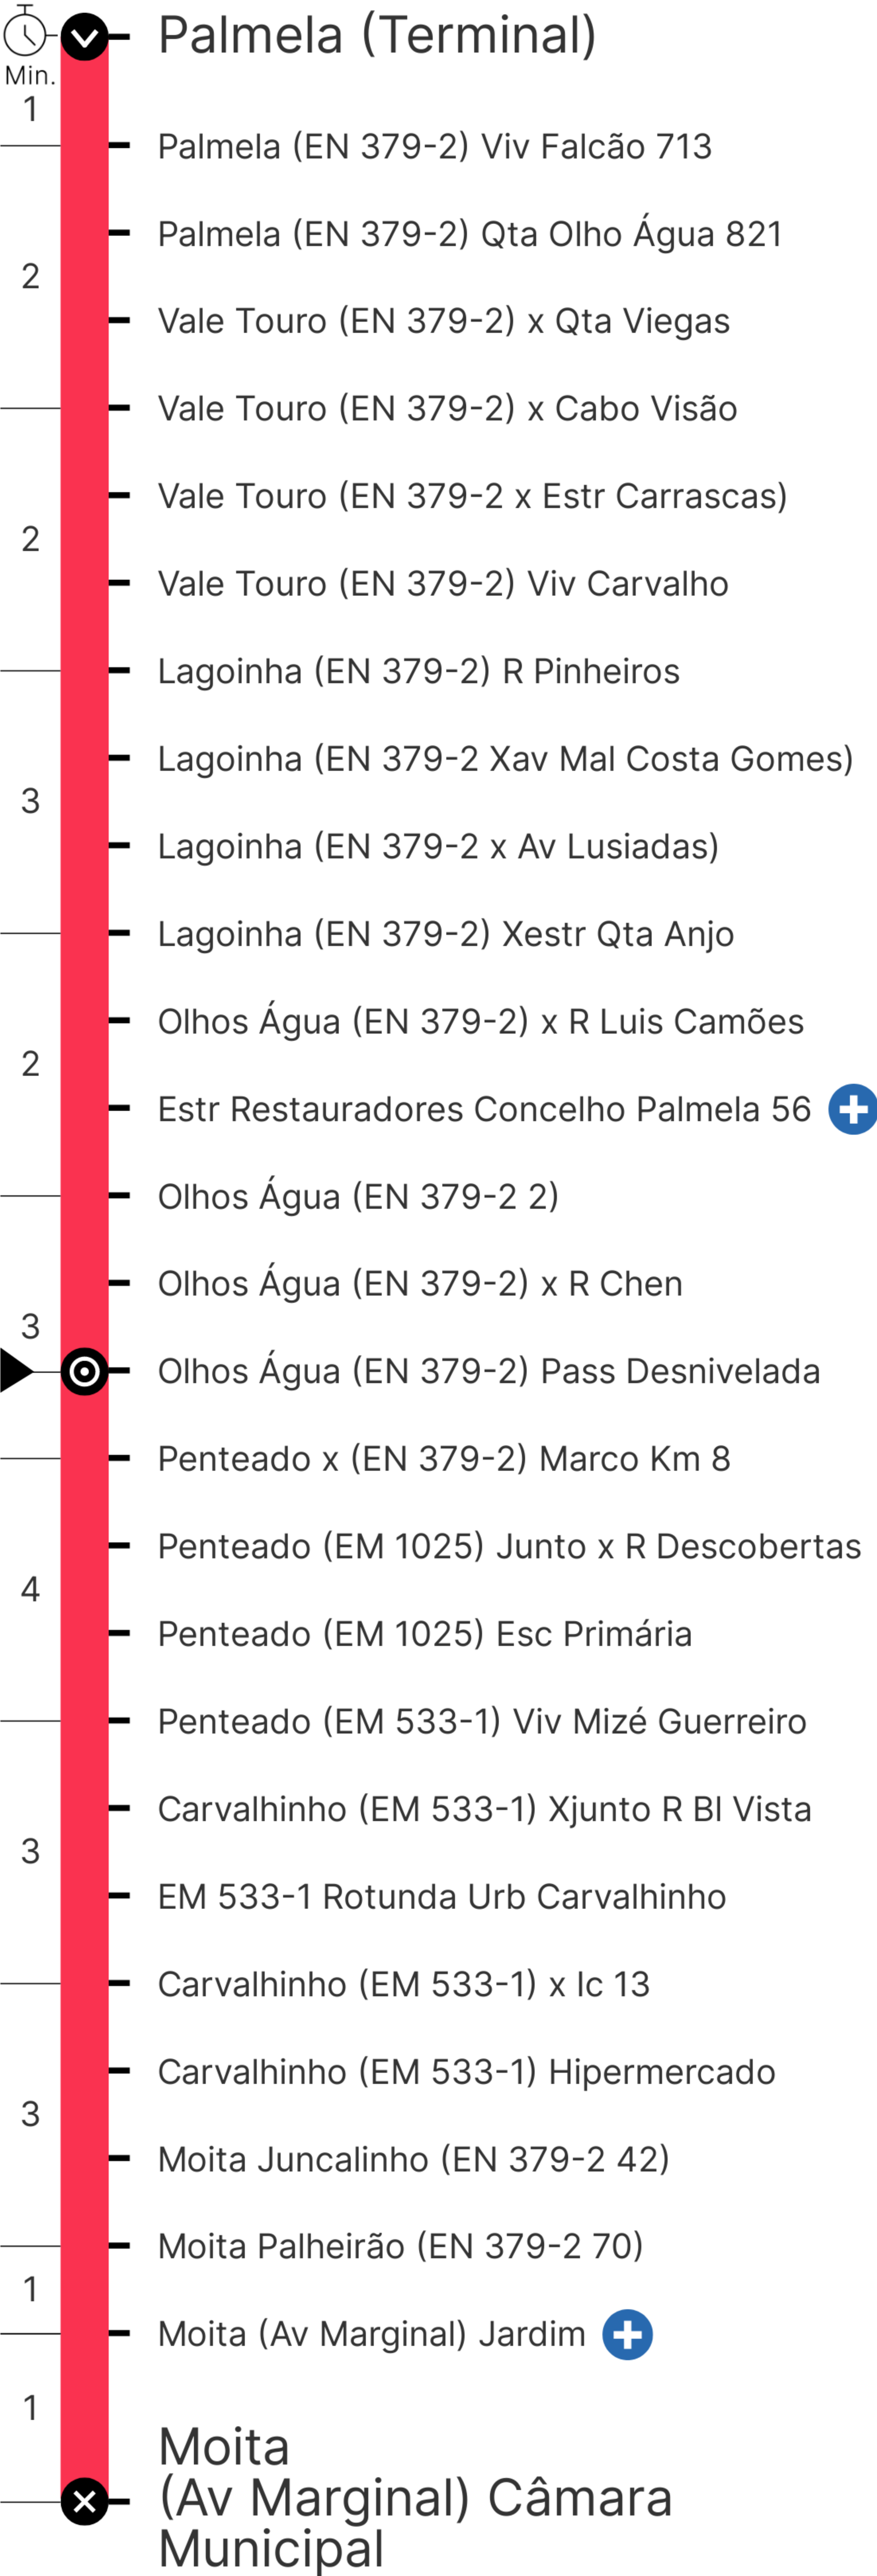 Palmela (Terminal)
Min.
1
Palmela (EN 379-2) Viv Falcão 713
Palmela (EN 379-2) Qta Olho Água 821
2
Vale Touro (EN 379-2) x Qta Viegas
Vale Touro (EN 379-2) x Cabo Visão
Vale Touro (EN 379-2 x Estr Carrascas)
2
Vale Touro (EN 379-2) Viv Carvalho
Lagoinha (EN 379-2) R Pinheiros
Lagoinha (EN 379-2 Xav Mal Costa Gomes)
3
Lagoinha (EN 379-2 x Av Lusiadas)
Lagoinha (EN 379-2) Xestr Qta Anjo
Olhos Água (EN 379-2) x R Luis Camões
2
Estr Restauradores Concelho Palmela 56
Olhos Água (EN 379-2 2)
Olhos Água (EN 379-2) x R Chen
3
Olhos Água (EN 379-2) Pass Desnivelada
Penteado x (EN 379-2) Marco Km 8
Penteado (EM 1025) Junto x R Descobertas
4
Penteado (EM 1025) Esc Primária
Penteado (EM 533-1) Viv Mizé Guerreiro
Carvalhinho (EM 533-1) Xjunto R Bl Vista
3
EM 533-1 Rotunda Urb Carvalhinho
Carvalhinho (EM 533-1) x Ic 13
Carvalhinho (EM 533-1) Hipermercado
3
Moita Juncalinho (EN 379-2 42)
Moita Palheirão (EN 379-2 70)
1
Moita (Av Marginal) Jardim
1
Moita
(Av Marginal) Câmara
Municipal